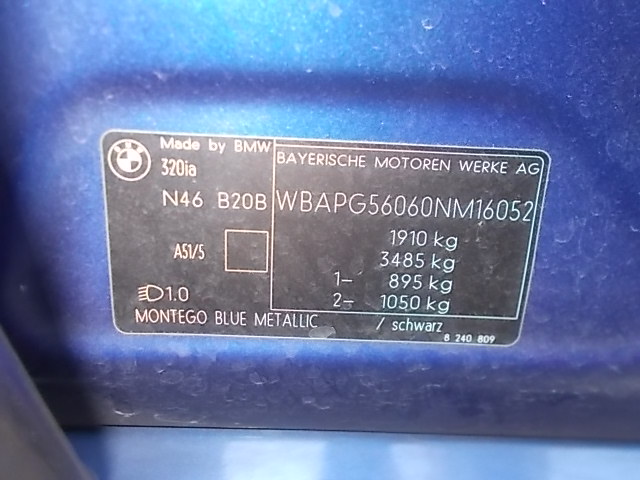 BMW
Made by BMW
320ia
N46 B20B
A51/5
1.0
MONTEGO BLUE METALLIC / schwarz
BAYERISCHE MOTOREN WERKE AG
WBAPG56060NM16052
1910 kg
3485 kg
1- 895 kg
2- 1050 kg
8 240 809